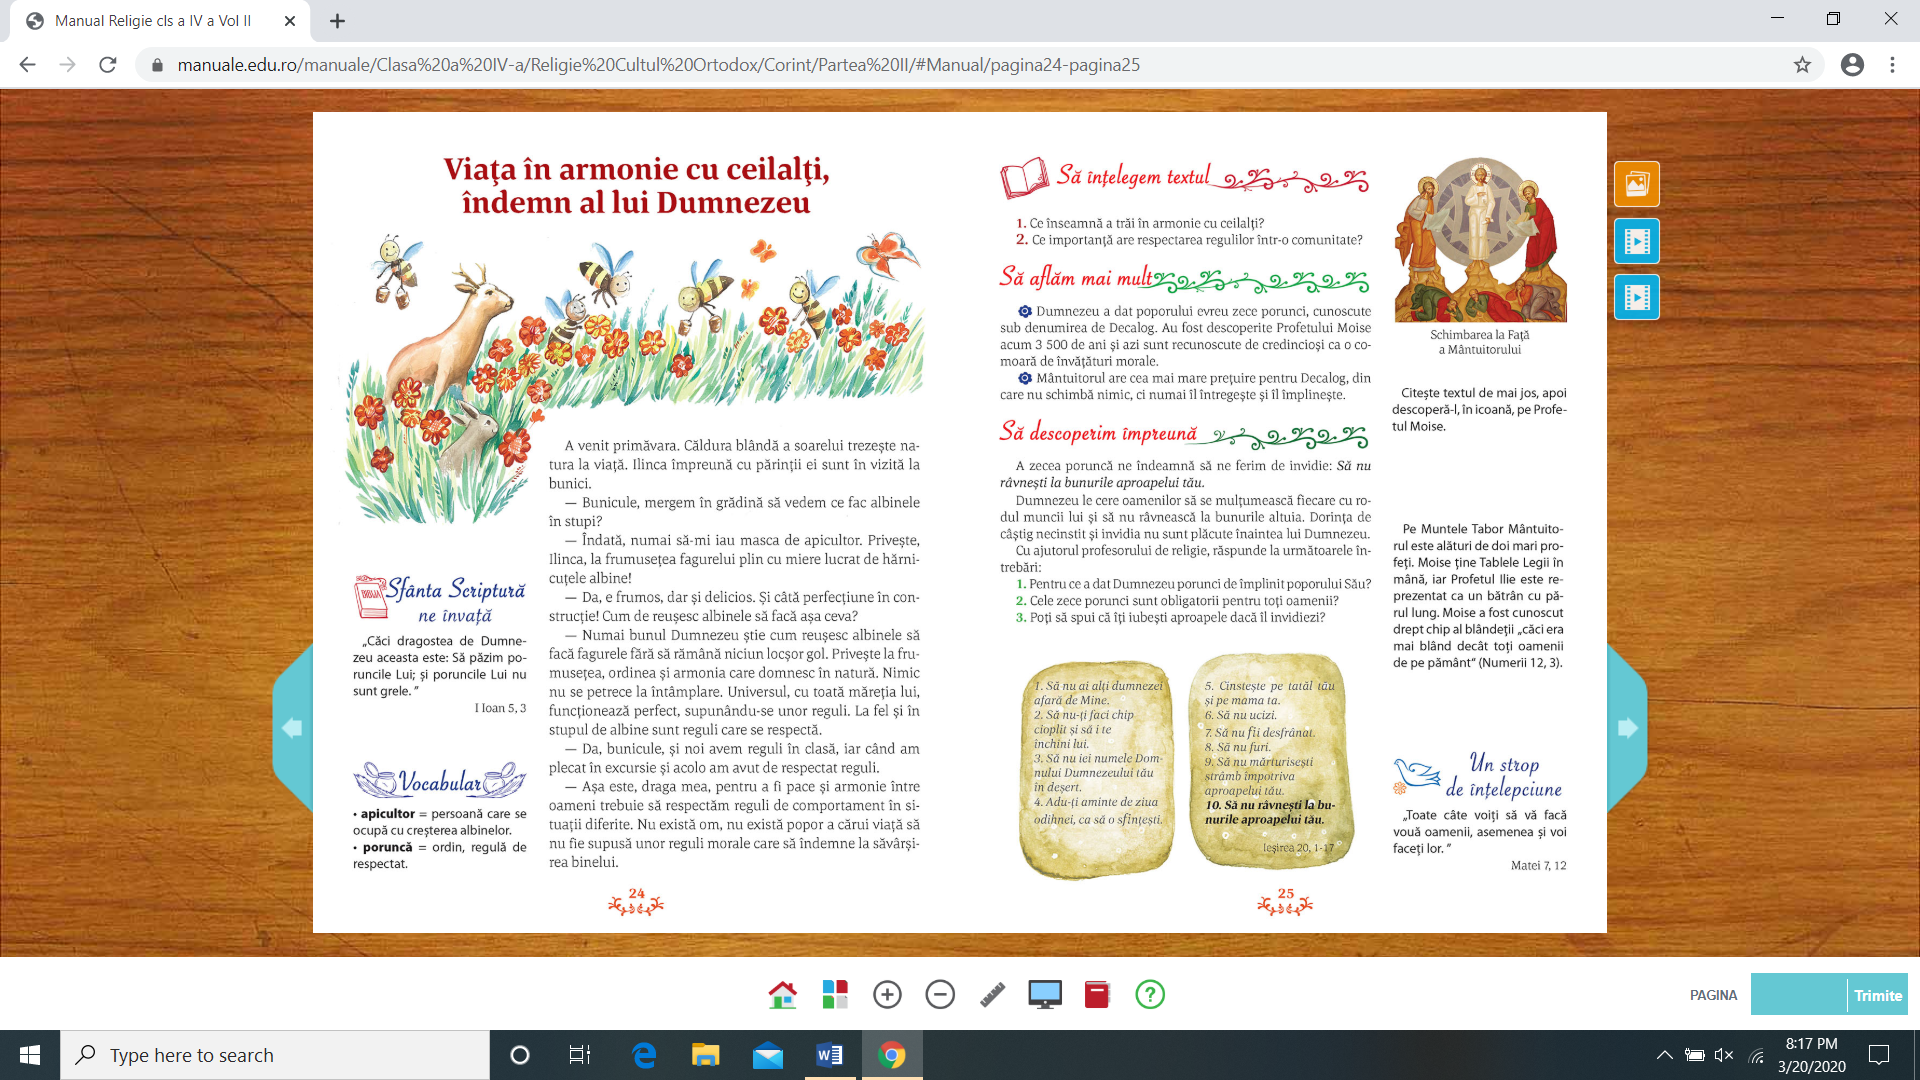 Manual Religie cls a IV a Vol II
manuale.edu.ro/manuale/Clasa%20a%20IV-a/Religie%20Cultul%20Ortodox/Corint/Partea%20II/#Manual/pagina24-pagina25
Viaţa în armonie cu ceilalţi,
îndemn al lui Dumnezeu
A venit primăvara. Căldura blândă a soarelui trezește na-
tura la viață. Ilinca împreună cu părinții ei sunt în vizită la
bunici.
— Bunicule, mergem în grădină să vedem ce fac albinele
în stupi?
— Îndată, numai să-mi iau masca de apicultor. Privește,
Ilinca, la frumusețea fagurelui plin cu miere lucrat de hărni-
cuțele albine!
— Da, e frumos, dar și delicios. Și câtă perfecțiune în con-
strucție! Cum de reușesc albinele să facă așa ceva?
— Numai bunul Dumnezeu știe cum reușesc albinele să
facă fagurele fără să rămână niciun locșor gol. Privește la fru-
musețea, ordinea și armonia care domnesc în natură. Nimic
nu se petrece la întâmplare. Universul, cu toată măreția lui,
funcționează perfect, supunându-se unor reguli. La fel și în
stupul de albine sunt reguli care se respectă.
— Da, bunicule, și noi avem reguli în clasă, iar când am
plecat în excursie și acolo am avut de respectat reguli.
— Așa este, draga mea, pentru a fi pace și armonie între
oameni trebuie să respectăm reguli de comportament în si-
tuații diferite. Nu există om, nu există popor a cărui viață să
nu fie supusă unor reguli morale care să îndemne la săvârși-
rea binelui.
BIBLIA
Sfânta Scriptură
ne învață
„Căci dragostea de Dumne-
zeu aceasta este: Să păzim po-
runcile Lui; și poruncile Lui nu
sunt grele.”
I Ioan 5, 3
Vocabular
• apicultor = persoană care se
ocupă cu creșterea albinelor.
• poruncă = ordin, regulă de
respectat.
24
Să înțelegem textul
1. Ce înseamnă a trăi în armonie cu ceilalți?
2. Ce importanță are respectarea regulilor într-o comunitate?
Să aflăm mai mult
Dumnezeu a dat poporului evreu zece porunci, cunoscute
sub denumirea de Decalog. Au fost descoperite Profetului Moise
acum 3 500 de ani și azi sunt recunoscute de credincioși ca o co-
moară de învățături morale.
Mântuitorul are cea mai mare prețuire pentru Decalog, din
care nu schimbă nimic, ci numai îl întregește și îl împlinește.
Să descoperim împreună
A zecea poruncă ne îndeamnă să ne ferim de invidie: Să nu
râvnești la bunurile aproapelui tău.
Dumnezeu le cere oamenilor să se mulțumească fiecare cu ro-
dul muncii lui și să nu râvnească la bunurile altuia. Dorința de
câștig necinstit și invidia nu sunt plăcute înaintea lui Dumnezeu.
Cu ajutorul profesorului de religie, răspunde la următoarele în-
trebări:
1. Pentru ce a dat Dumnezeu porunci de împlinit poporului Său?
2. Cele zece porunci sunt obligatorii pentru toți oamenii?
3. Poți să spui că îți iubești aproapele dacă îl invidiezi?
1. Să nu ai alți dumnezei
afară de Mine.
2. Să nu-ți faci chip
cioplit și să i te
închini lui.
3. Să nu iei numele Dom-
nului Dumnezeului tău
în deșert.
4. Adu-ți aminte de ziua
odihnei, ca să o sfințești.
5. Cinstește pe tatăl tău
și pe mama ta.
6. Să nu ucizi.
7. Să nu fii desfrânat.
8. Să nu furi.
9. Să nu mărturisești
strâmb împotriva
aproapelui tău.
10. Să nu râvnești la bu-
nurile aproapelui tău.
Ieșirea 20, 1-17
25
Schimbarea la Față
a Mântuitorului
Citește textul de mai jos, apoi
descoperă-l, în icoană, pe Profe-
tul Moise.
Pe Muntele Tabor Mântuito-
rul este alături de doi mari pro-
feți. Moise ține Tablele Legii în
mână, iar Profetul Ilie este re-
prezentat ca un bătrân cu pă-
rul lung. Moise a fost cunoscut
drept chip al blândeții „căci era
mai blând decât toți oamenii
de pe pământ” (Numerii 12, 3).
Un strop
de înțelepciune
„Toate câte voiți să vă facă
vouă oamenii, asemenea și voi
faceți lor.”
Matei 7, 12
PAGINA
Trimite
Type here to search
8:17 PM
3/20/2020